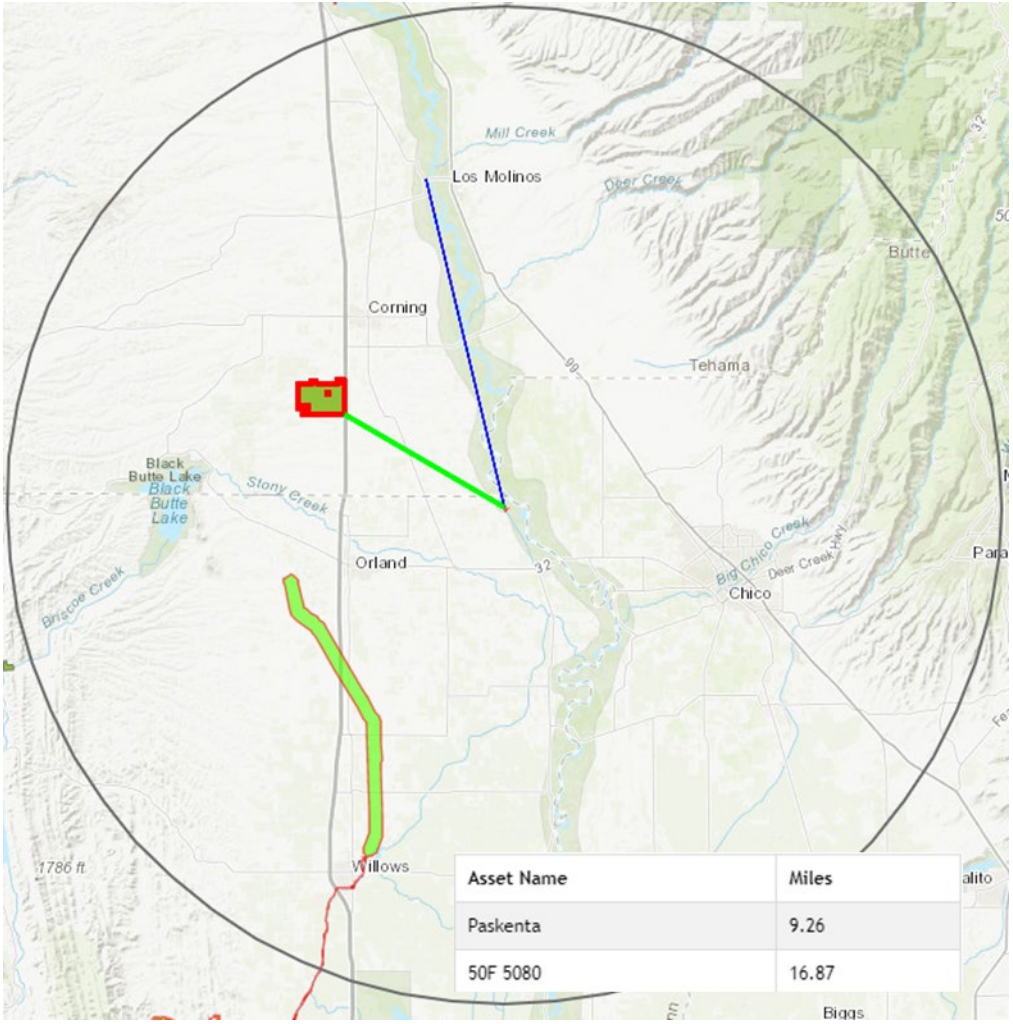 32
Mill Creek
Los Molinos
Deer Creek
50
Butte
Corning
99
Tehama
Black
Butte Lake
Black
Butte
Lake
Stony Creek
Big Chico Creek
Deer Creek Hwy
Para
Orland
32
Chico
Briscoe Creek
1786 ft
Willows
Asset Name Miles
Paskenta 9.26
50F 5080 16.87
alito
Biggs